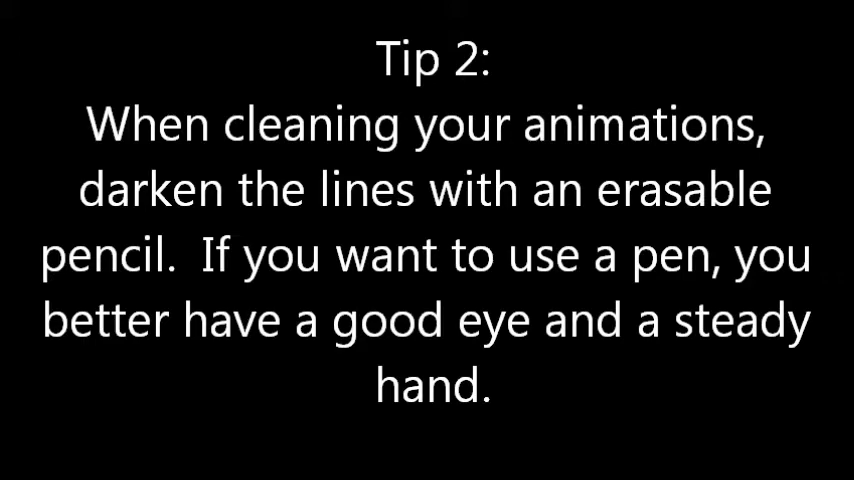 Tip 2:
When cleaning your animations,
darken the lines with an erasable
pencil.  If you want to use a pen, you
better have a good eye and a steady
hand.